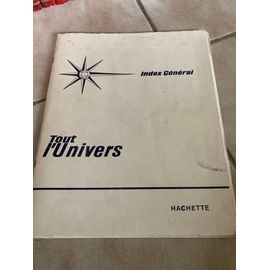 Index Général
Tout
l'Univers
HACHETTE